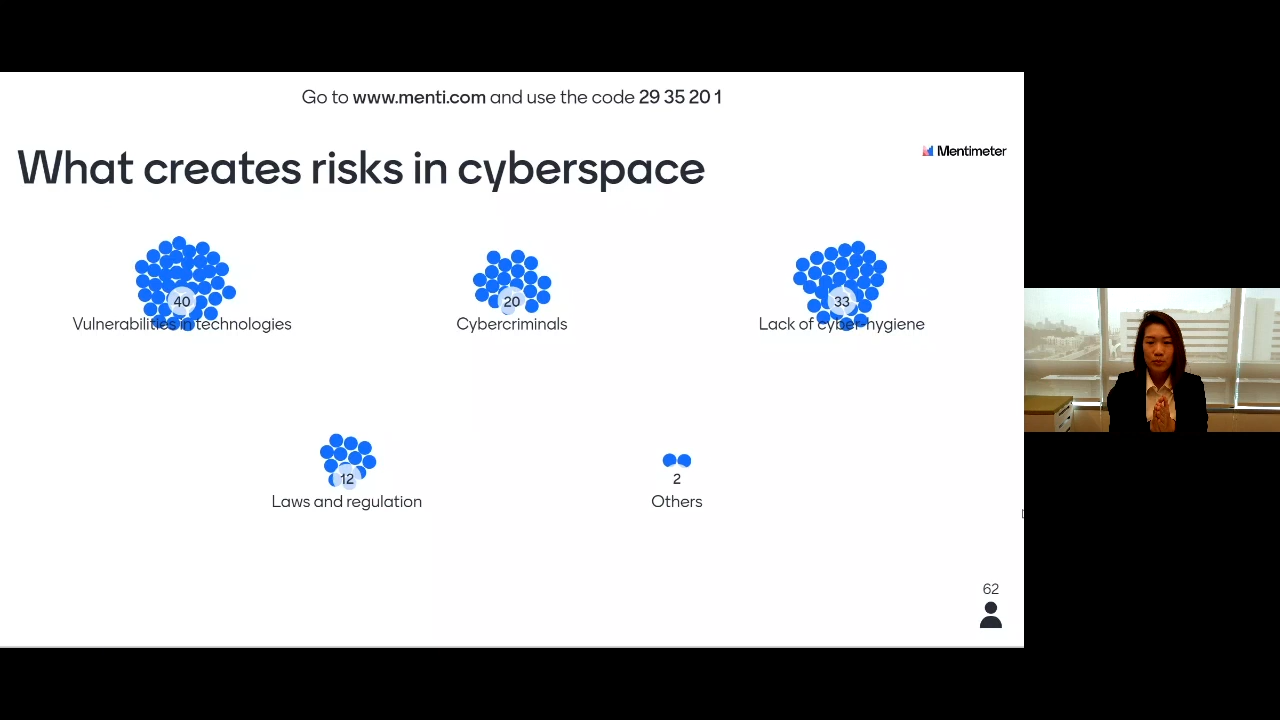 Go to www.menti.com and use the code 29 35 20 1
What creates risks in cyberspace
Mentimeter
40
Vulnerabilities in technologies
20
Cybercriminals
33
Lack of cyber-hygiene
12
Laws and regulation
2
Others
62